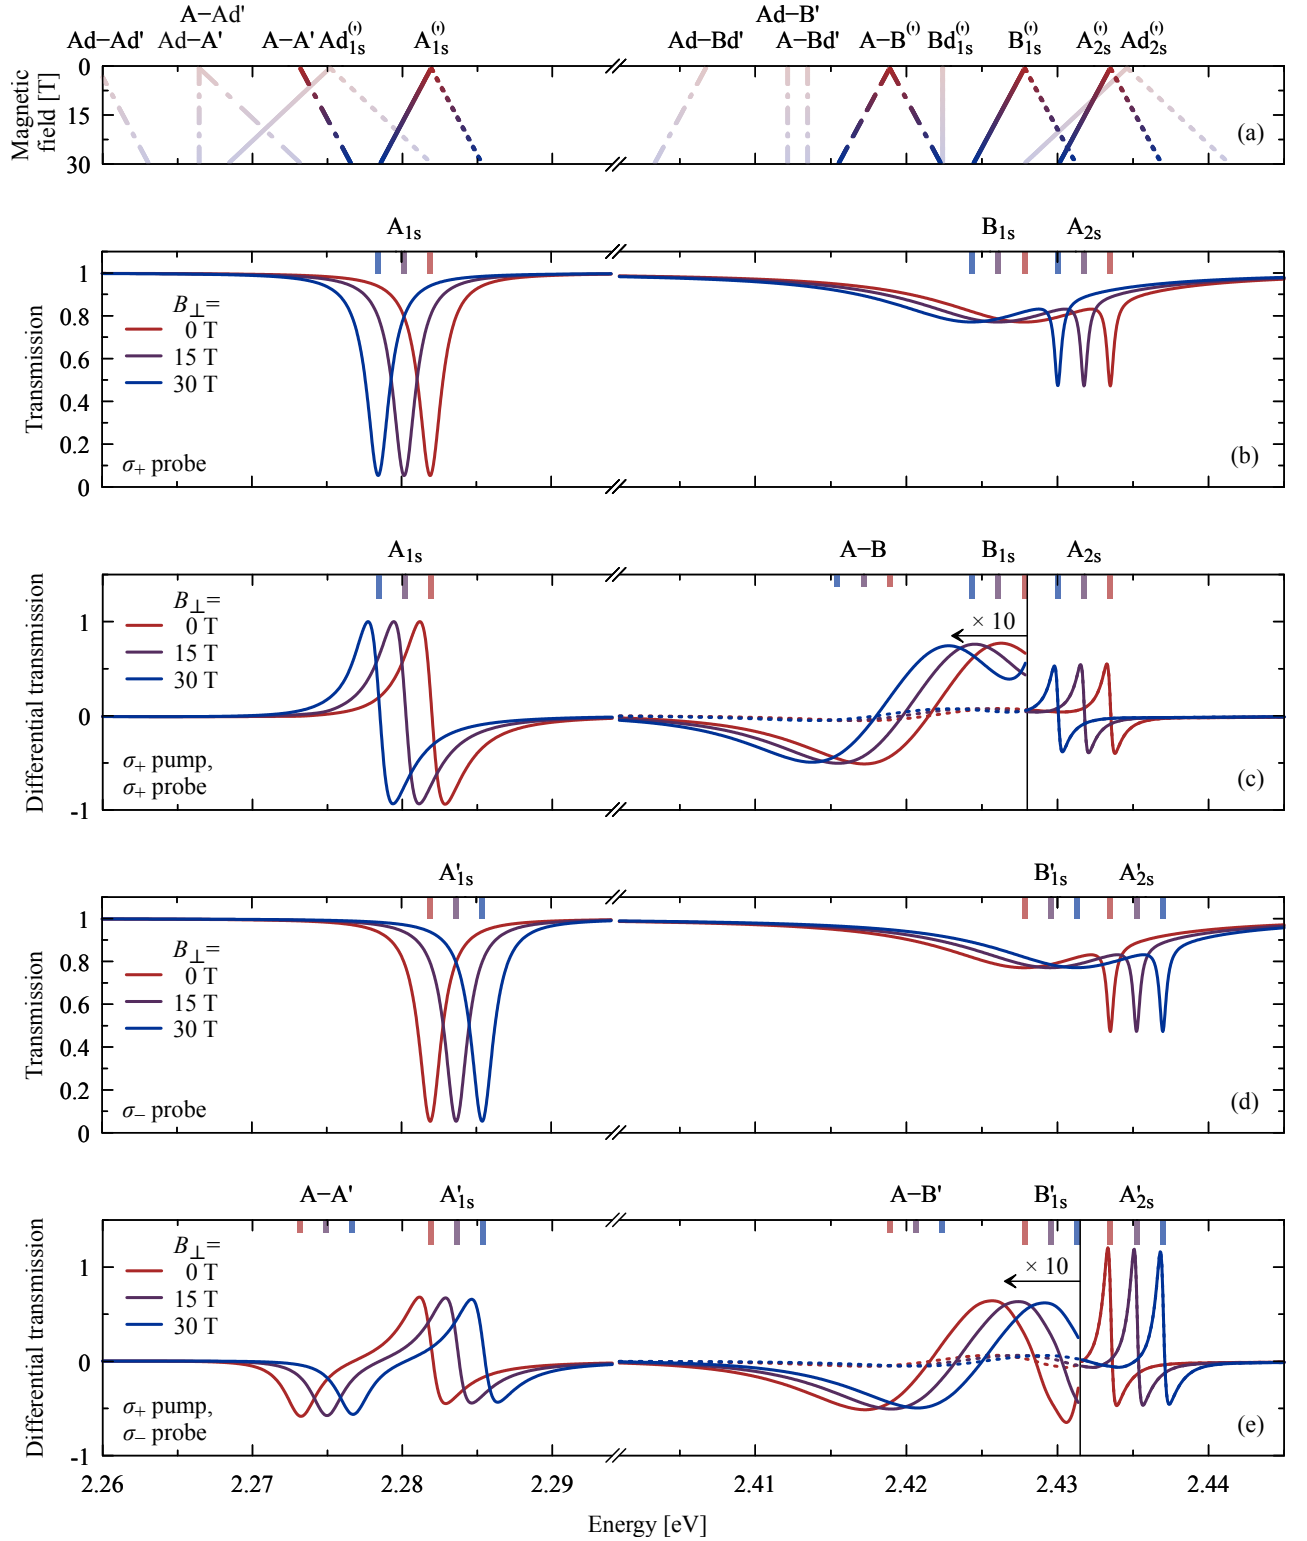 A−Ad' Ad−B'
Ad−Ad' Ad−A' A−A' Ad₁ₛ⁽'⁾ A₁ₛ⁽'⁾ Ad−Bd' A−Bd' A−B⁽'⁾ Bd₁ₛ⁽'⁾ B₁ₛ⁽'⁾ A₂ₛ⁽'⁾ Ad₂ₛ⁽'⁾
Magnetic
field [T]
0
15
30
(a)
A₁ₛ B₁ₛ A₂ₛ
Transmission
1
0.8
0.6
0.4
0.2
0
B⊥=
0 T
15 T
30 T
σ₊ probe
(b)
A₁ₛ A−B B₁ₛ A₂ₛ
Differential transmission
1
0
-1
B⊥=
0 T
15 T
30 T
× 10
σ₊ pump,
σ₊ probe
(c)
A'₁ₛ B'₁ₛ A'₂ₛ
Transmission
1
0.8
0.6
0.4
0.2
0
B⊥=
0 T
15 T
30 T
σ₋ probe
(d)
A−A' A'₁ₛ A−B' B'₁ₛ A'₂ₛ
Differential transmission
1
0
-1
B⊥=
0 T
15 T
30 T
× 10
σ₊ pump,
σ₋ probe
(e)
2.26 2.27 2.28 2.29 2.41 2.42 2.43 2.44
Energy [eV]